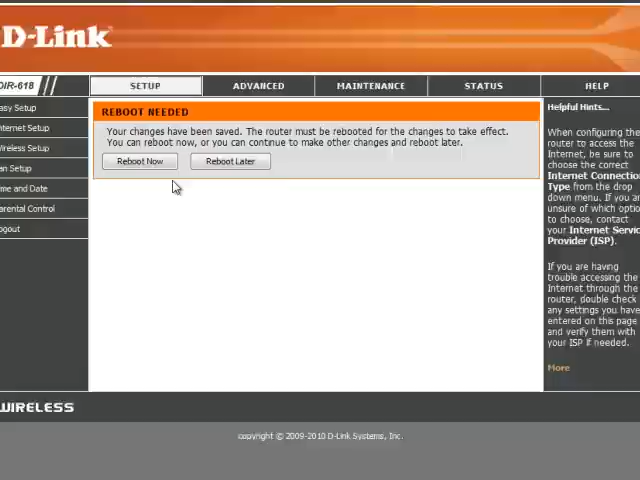 D-Link
DIR-618
SETUP
ADVANCED
MAINTENANCE
STATUS
HELP
asy Setup
nternet Setup
Wireless Setup
an Setup
me and Date
arental Control
ogout
REBOOT NEEDED
Your changes have been saved. The router must be rebooted for the changes to take effect.
You can reboot now, or you can continue to make other changes and reboot later.
Reboot Now
Reboot Later
Helpful Hints...
When configuring the
router to access the
Internet, be sure to
choose the correct
Internet Connectio
Type from the drop
down menu. If you are
unsure of which optio
to choose, contact
your Internet Servic
Provider (ISP).
If you are having
trouble accessing the
Internet through the
router, double check
any settings you have
entered on this page
and verify them with
your ISP if needed.
More
WIRELESS
copyright © 2009-2010 D-Link Systems, Inc.